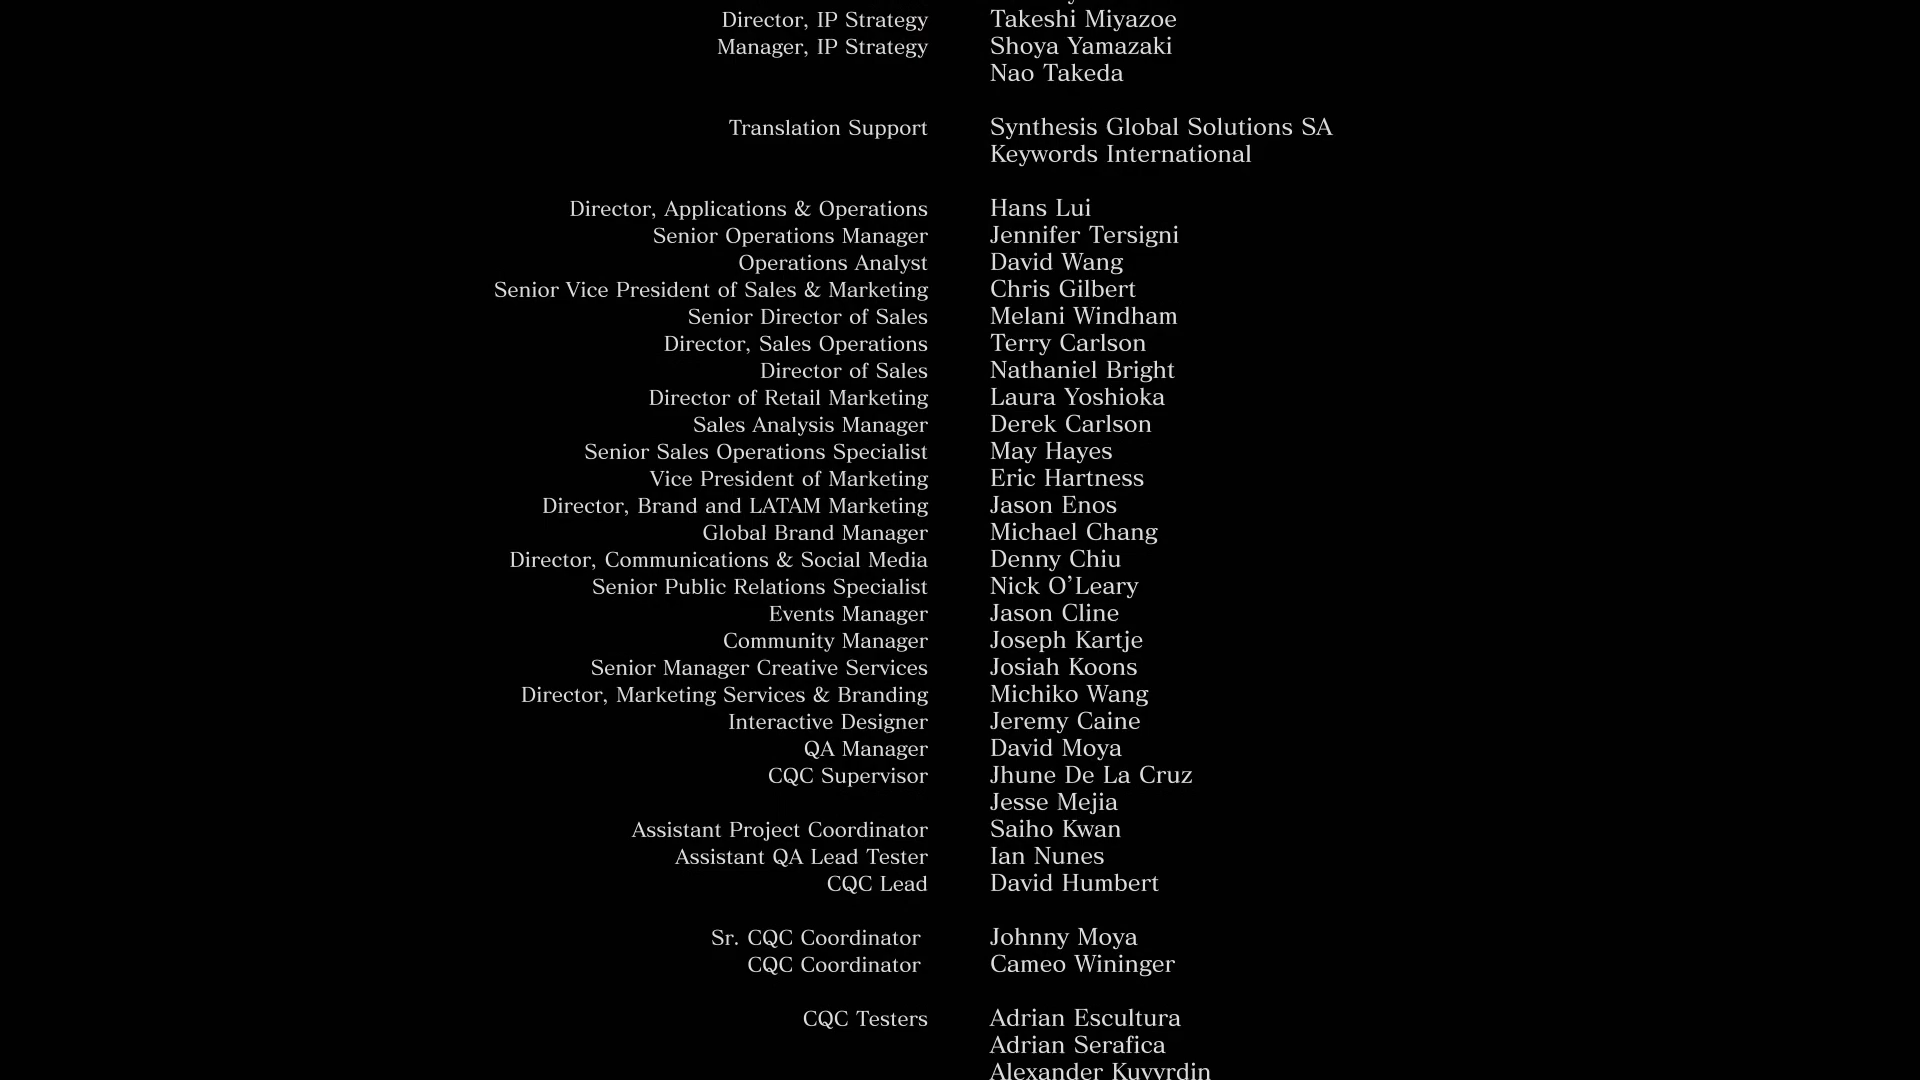 Director, IP Strategy Takeshi Miyazoe
Manager, IP Strategy Shoya Yamazaki
Nao Takeda
Translation Support Synthesis Global Solutions SA
Keywords International
Director, Applications & Operations Hans Lui
Senior Operations Manager Jennifer Tersigni
Operations Analyst David Wang
Senior Vice President of Sales & Marketing Chris Gilbert
Senior Director of Sales Melani Windham
Director, Sales Operations Terry Carlson
Director of Sales Nathaniel Bright
Director of Retail Marketing Laura Yoshioka
Sales Analysis Manager Derek Carlson
Senior Sales Operations Specialist May Hayes
Vice President of Marketing Eric Hartness
Director, Brand and LATAM Marketing Jason Enos
Global Brand Manager Michael Chang
Director, Communications & Social Media Denny Chiu
Senior Public Relations Specialist Nick O’Leary
Events Manager Jason Cline
Community Manager Joseph Kartje
Senior Manager Creative Services Josiah Koons
Director, Marketing Services & Branding Michiko Wang
Interactive Designer Jeremy Caine
QA Manager David Moya
CQC Supervisor Jhune De La Cruz
Jesse Mejia
Assistant Project Coordinator Saiho Kwan
Assistant QA Lead Tester Ian Nunes
CQC Lead David Humbert
Sr. CQC Coordinator Johnny Moya
CQC Coordinator Cameo Wininger
CQC Testers Adrian Escultura
Adrian Serafica
Alexander Kuvyrdin